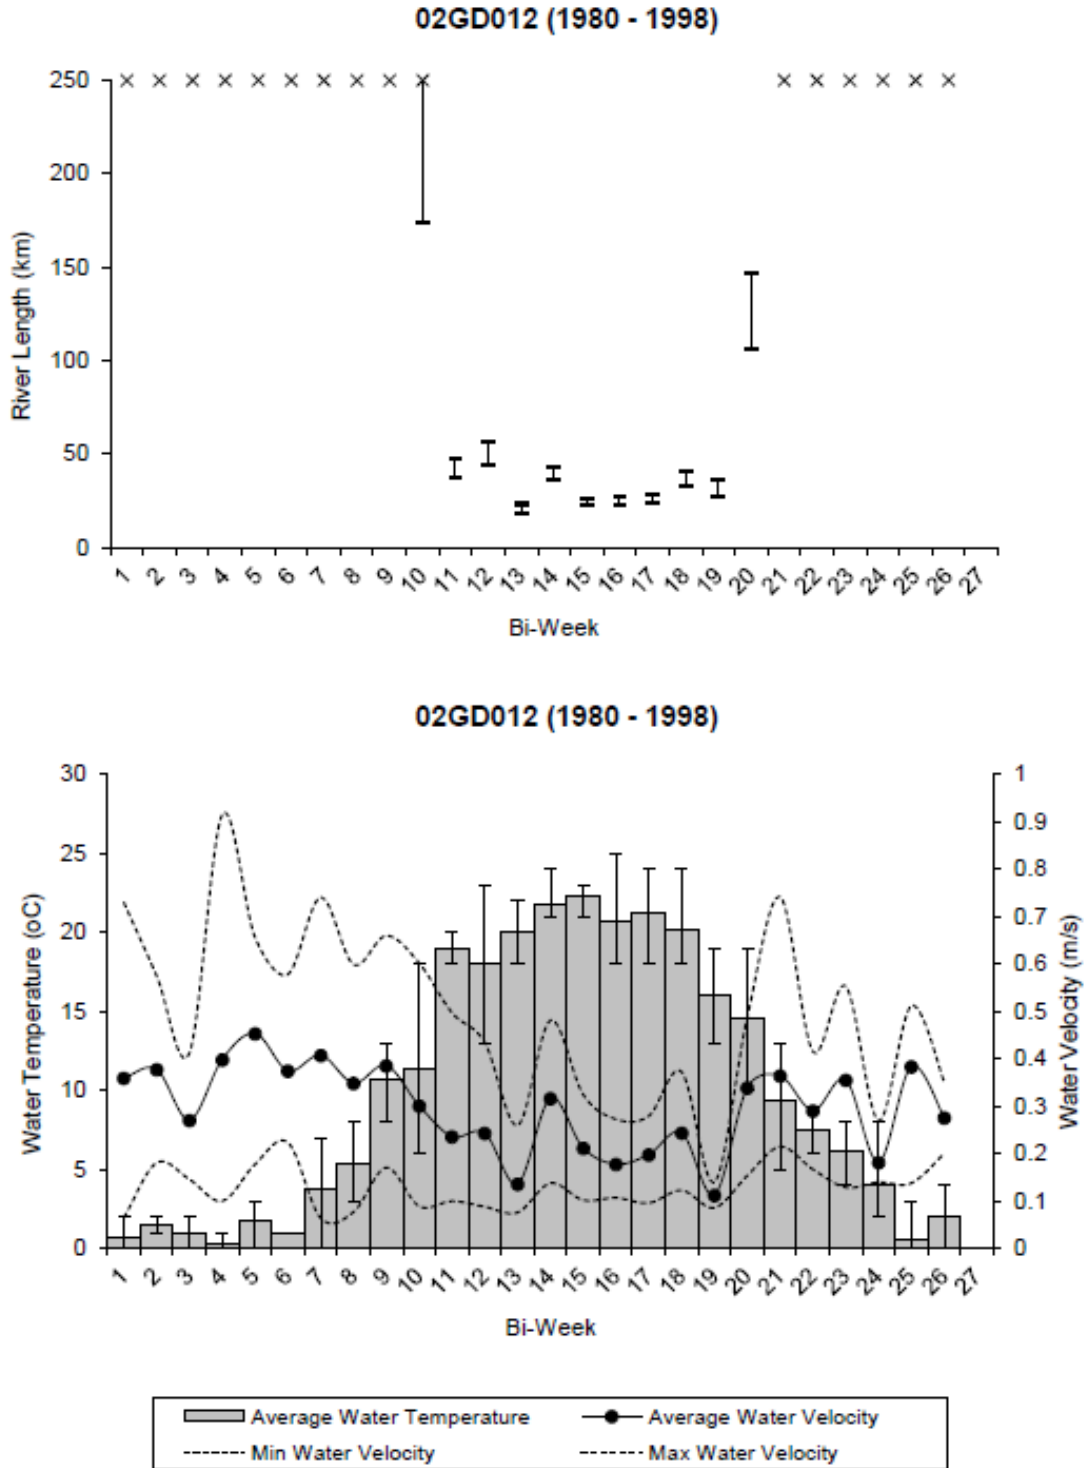 02GD012 (1980 - 1998)
250
200
150
100
50
0
River Length (km)
1 2 3 4 5 6 7 8 9 10 11 12 13 14 15 16 17 18 19 20 21 22 23 24 25 26 27
Bi-Week
02GD012 (1980 - 1998)
30
25
20
15
10
5
0
Water Temperature (oC)
1
0.9
0.8
0.7
0.6
0.5
0.4
0.3
0.2
0.1
0
Water Velocity (m/s)
1 2 3 4 5 6 7 8 9 10 11 12 13 14 15 16 17 18 19 20 21 22 23 24 25 26 27
Bi-Week
Average Water Temperature Average Water Velocity
Min Water Velocity Max Water Velocity